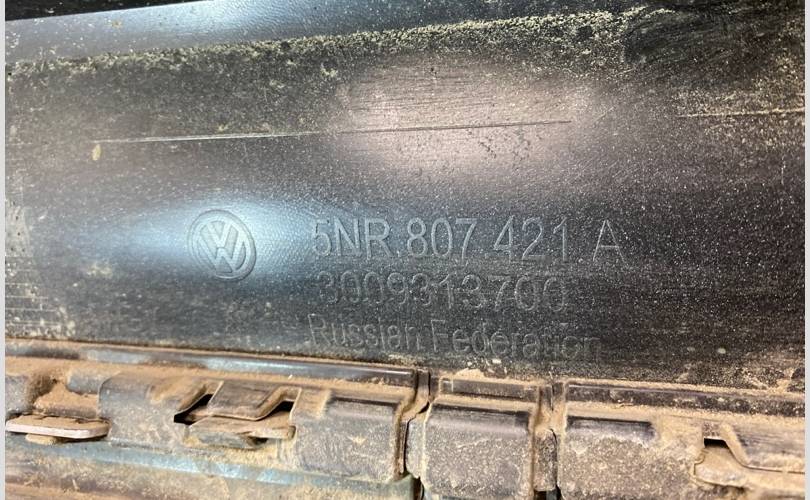 5NR.807.421.A
3009313700
Russian Federation